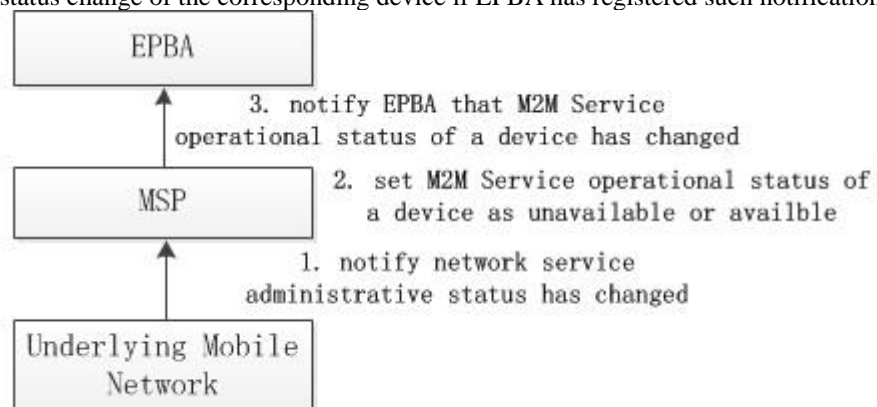 status change of the corresponding device if EPBA has registered such notification
EPBA
3. notify EPBA that M2M Service
operational status of a device has changed
MSP
2. set M2M Service operational status of
a device as unavailable or availble
1. notify network service
administrative status has changed
Underlying Mobile
Network